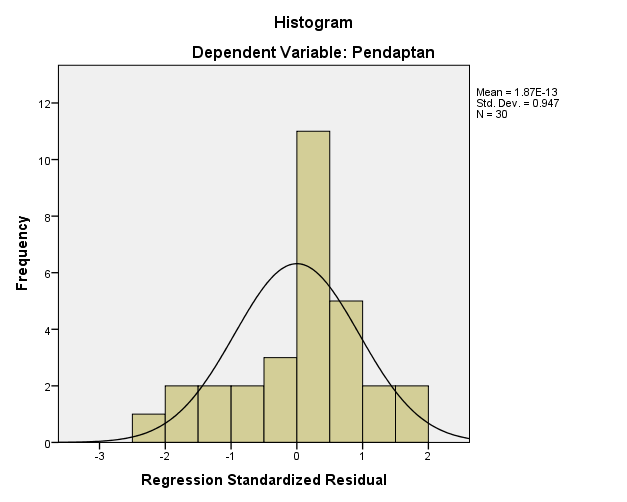 Histogram
Dependent Variable: Pendaptan
Mean = 1.87E-13
Std. Dev. = 0.947
N = 30
Frequency
12
10
8
6
4
2
0
-3 -2 -1 0 1 2
Regression Standardized Residual